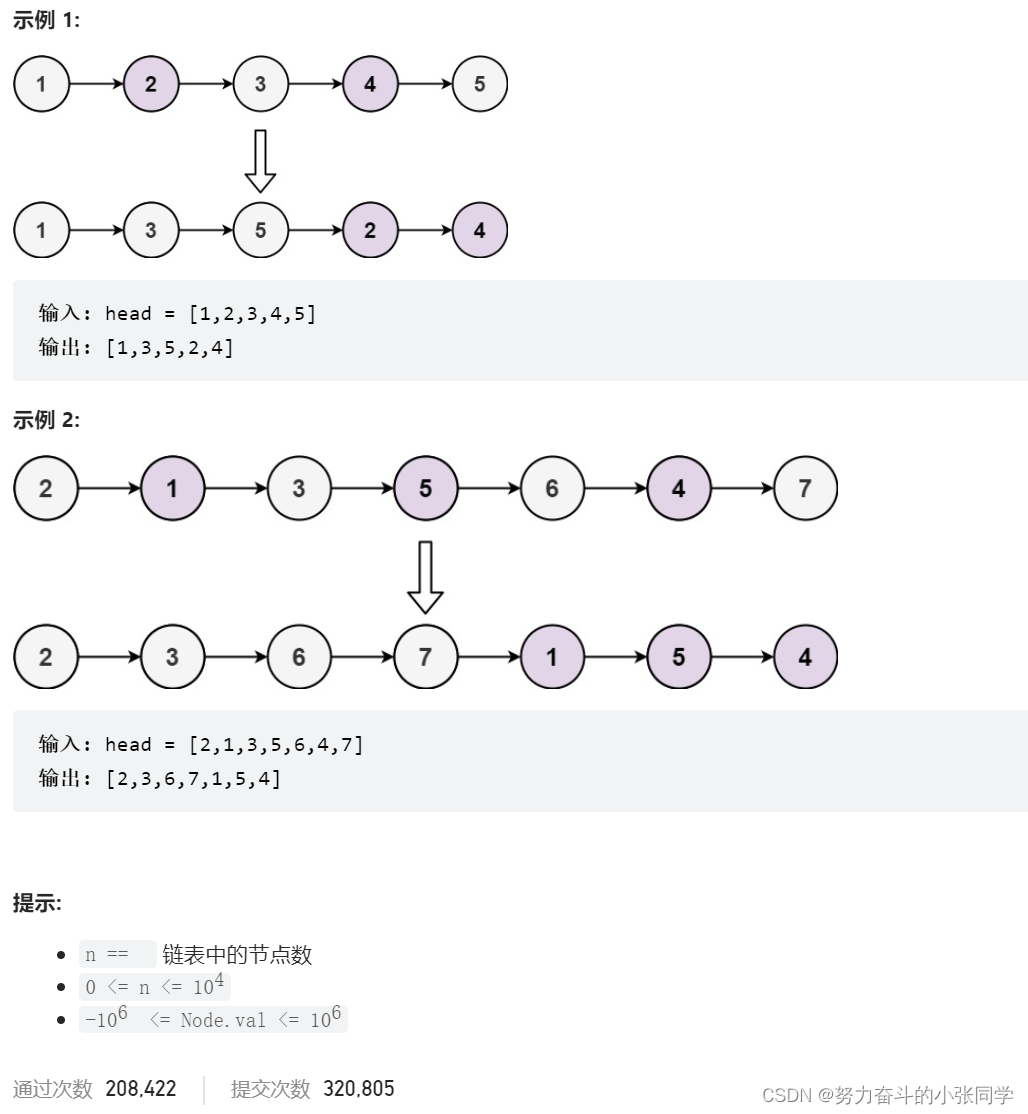 示例 1:
1 2 3 4 5
1 3 5 2 4
输入: head = [1,2,3,4,5]
输出: [1,3,5,2,4]
示例 2:
2 1 3 5 6 4 7
2 3 6 7 1 5 4
输入: head = [2,1,3,5,6,4,7]
输出: [2,3,6,7,1,5,4]
提示:
n == 链表中的节点数
0 <= n <= 10^4
-10^6 <= Node.val <= 10^6
通过次数 208,422 提交次数 320,805
CSDN @努力奋斗的小张同学